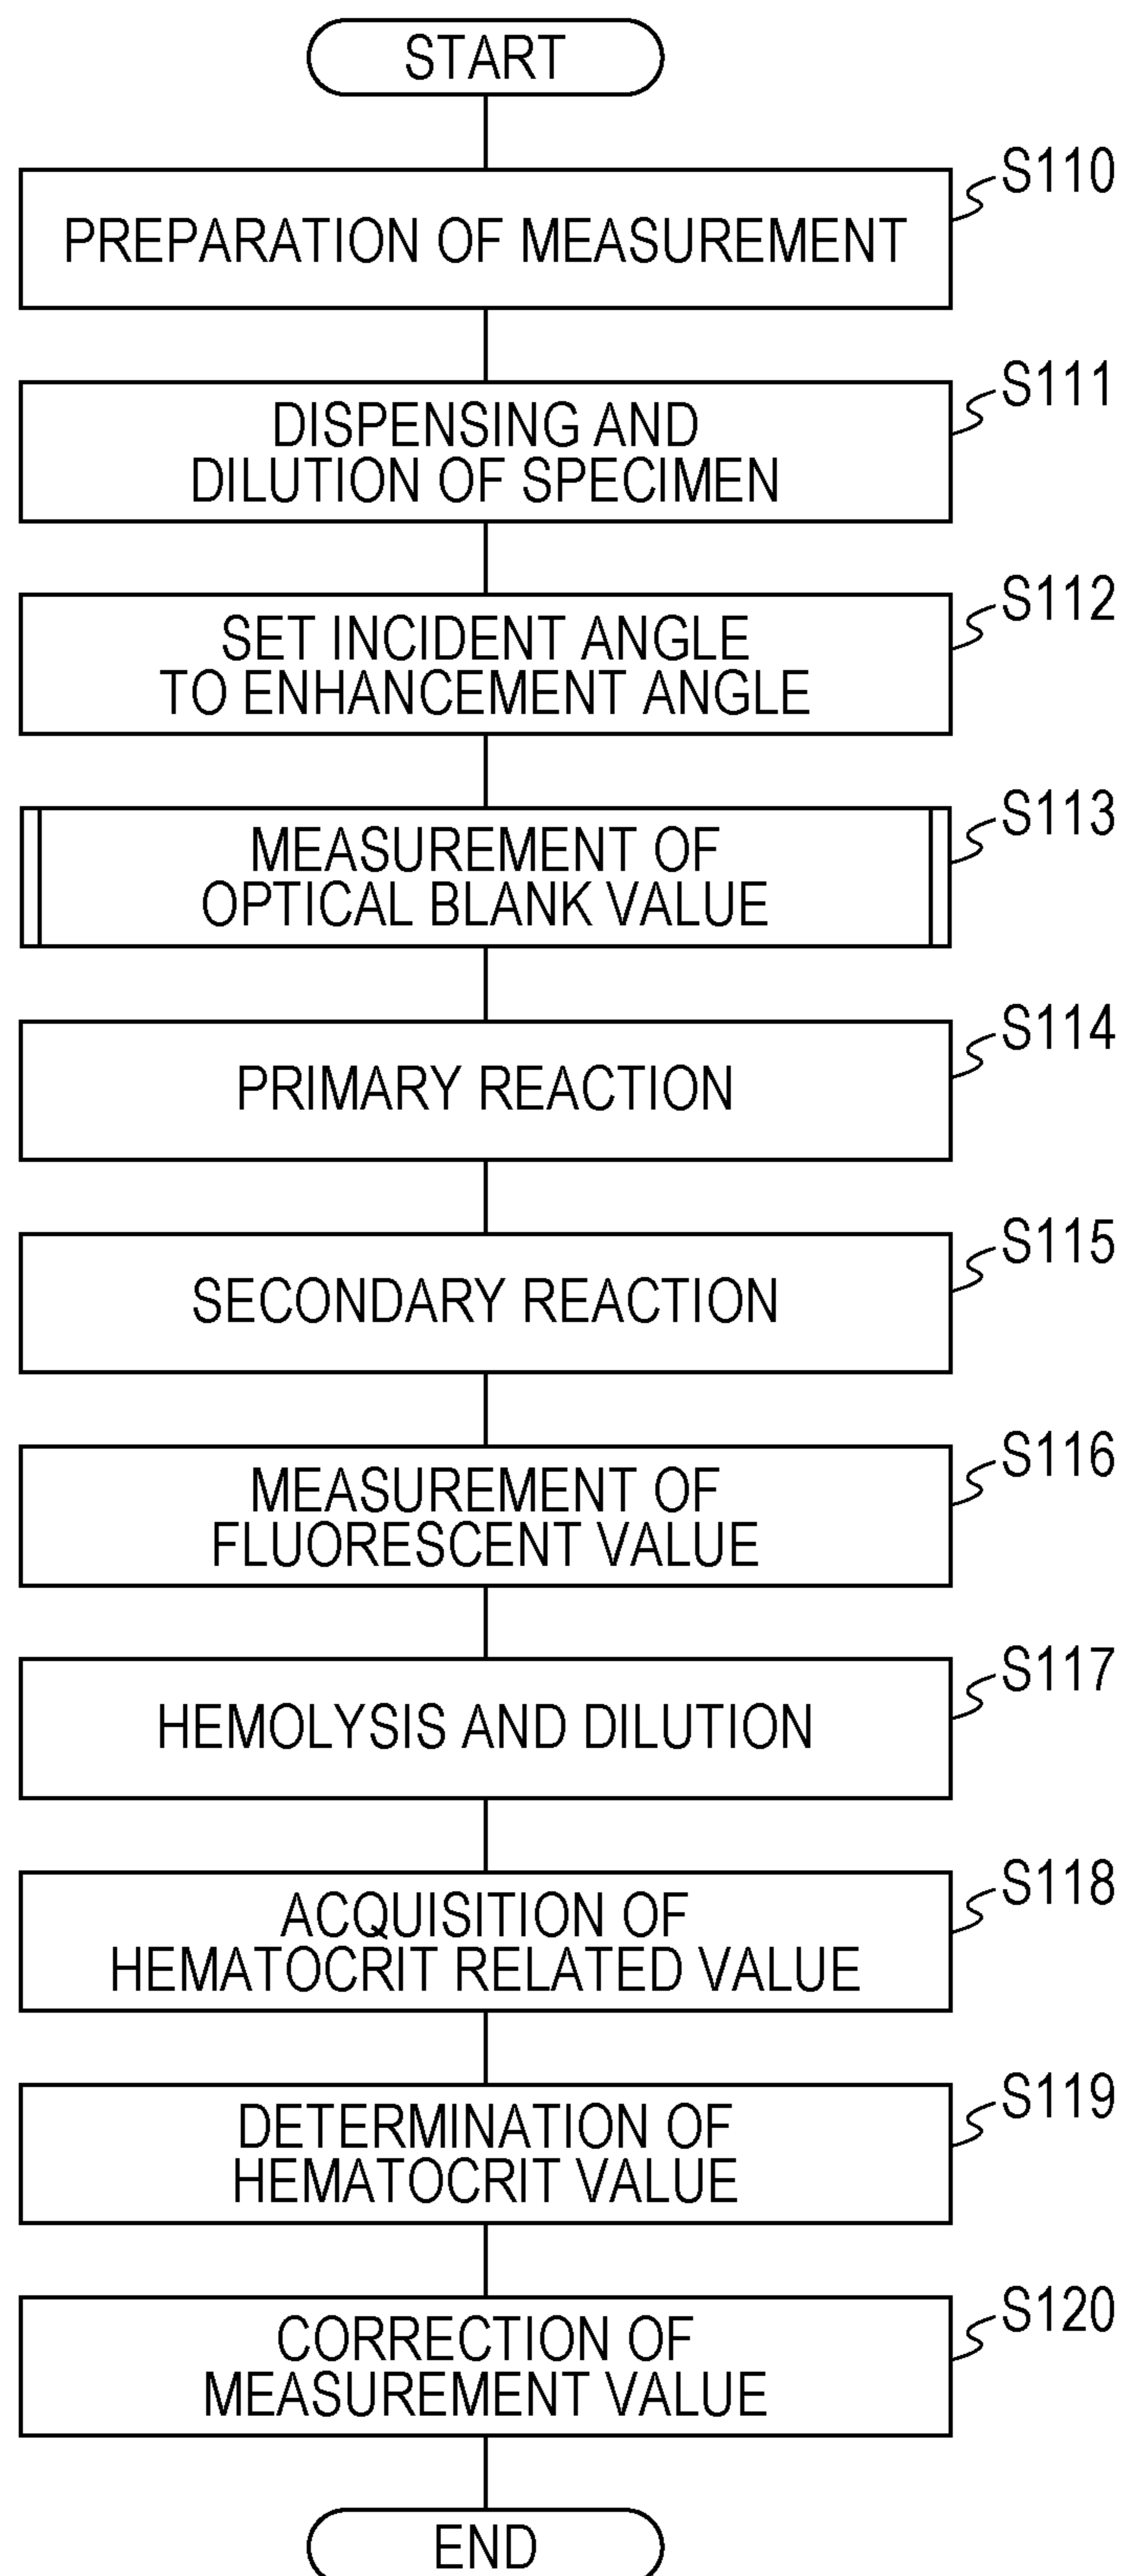 START
S110
PREPARATION OF MEASUREMENT
S111
DISPENSING AND
DILUTION OF SPECIMEN
S112
SET INCIDENT ANGLE
TO ENHANCEMENT ANGLE
S113
MEASUREMENT OF
OPTICAL BLANK VALUE
S114
PRIMARY REACTION
S115
SECONDARY REACTION
S116
MEASUREMENT OF
FLUORESCENT VALUE
S117
HEMOLYSIS AND DILUTION
S118
ACQUISITION OF
HEMATOCRIT RELATED VALUE
S119
DETERMINATION OF
HEMATOCRIT VALUE
S120
CORRECTION OF
MEASUREMENT VALUE
END